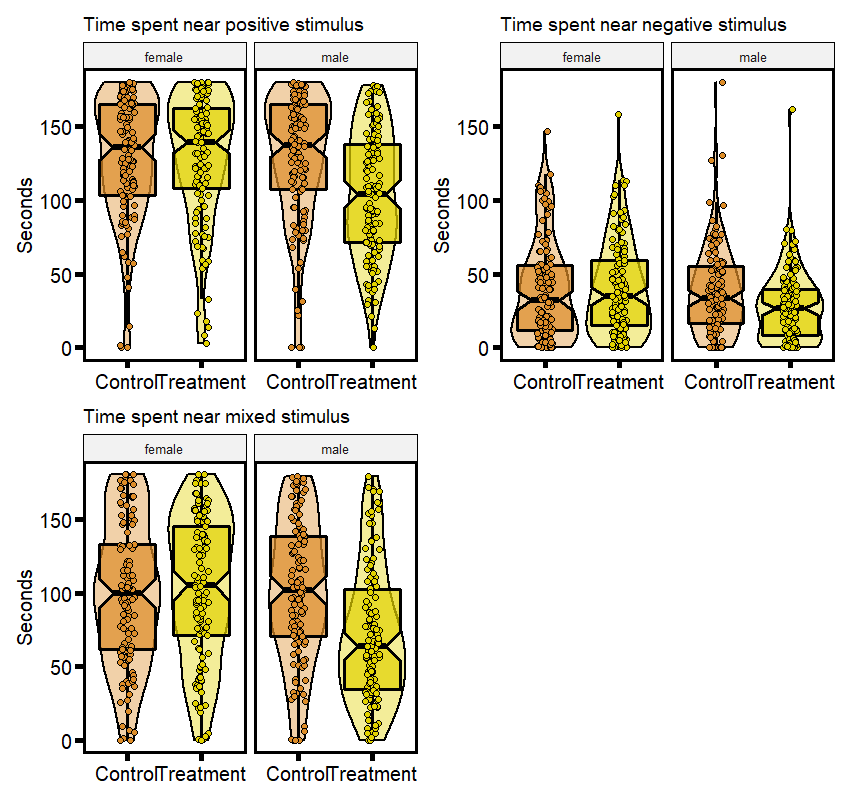 Time spent near positive stimulus
female male
Seconds
150
100
50
0
Control Treatment Control Treatment
Time spent near negative stimulus
female male
Seconds
150
100
50
0
Control Treatment Control Treatment
Time spent near mixed stimulus
female male
Seconds
150
100
50
0
Control Treatment Control Treatment